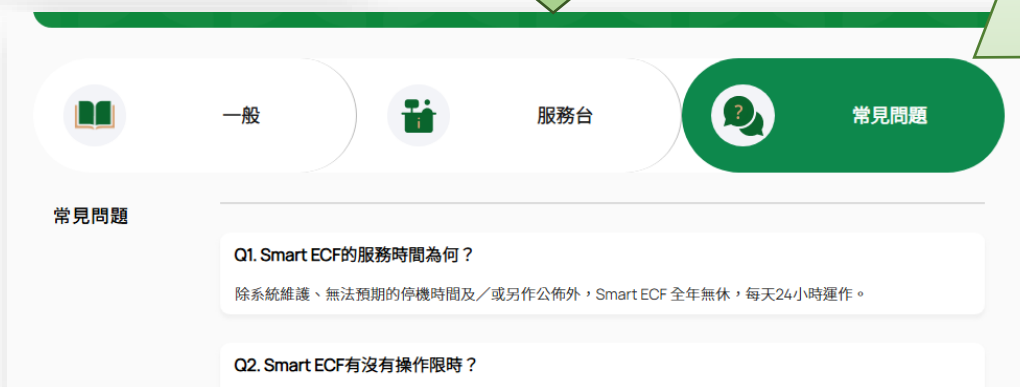 一般
服務台
常見問題
常見問題
Q1. Smart ECF的服務時間為何？
除系統維護、無法預期的停機時間及／或另作公佈外，Smart ECF 全年無休，每天24小時運作。
Q2. Smart ECF有沒有操作限時？